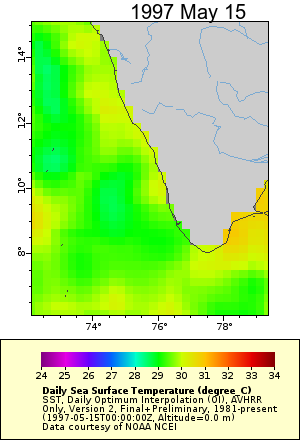 1997 May 15
14°
12°
10°
8°
74°
76°
78°
24 25 26 27 28 29 30 31 32 33 34
Daily Sea Surface Temperature (degree_C)
SST, Daily Optimum Interpolation (OI), AVHRR
Only, Version 2, Final+Preliminary, 1981-present
(1997-05-15T00:00:00Z, Altitude=0.0 m)
Data courtesy of NOAA NCEI